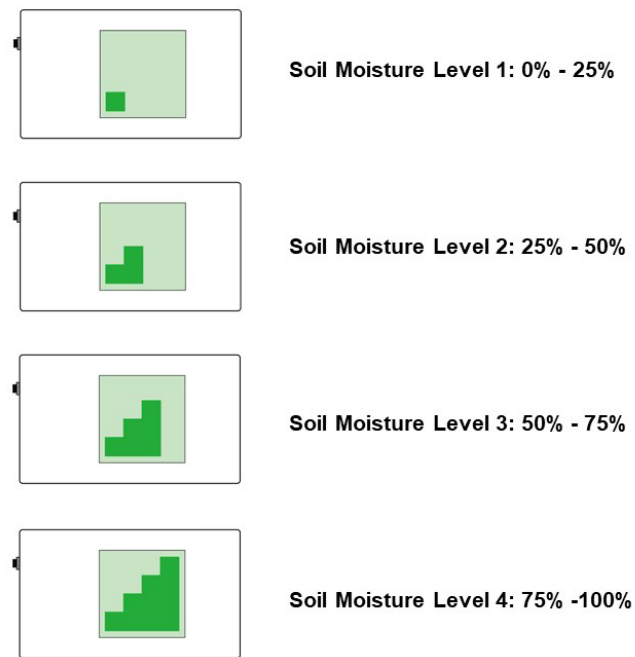 Soil Moisture Level 1: 0% - 25%
Soil Moisture Level 2: 25% - 50%
Soil Moisture Level 3: 50% - 75%
Soil Moisture Level 4: 75% -100%